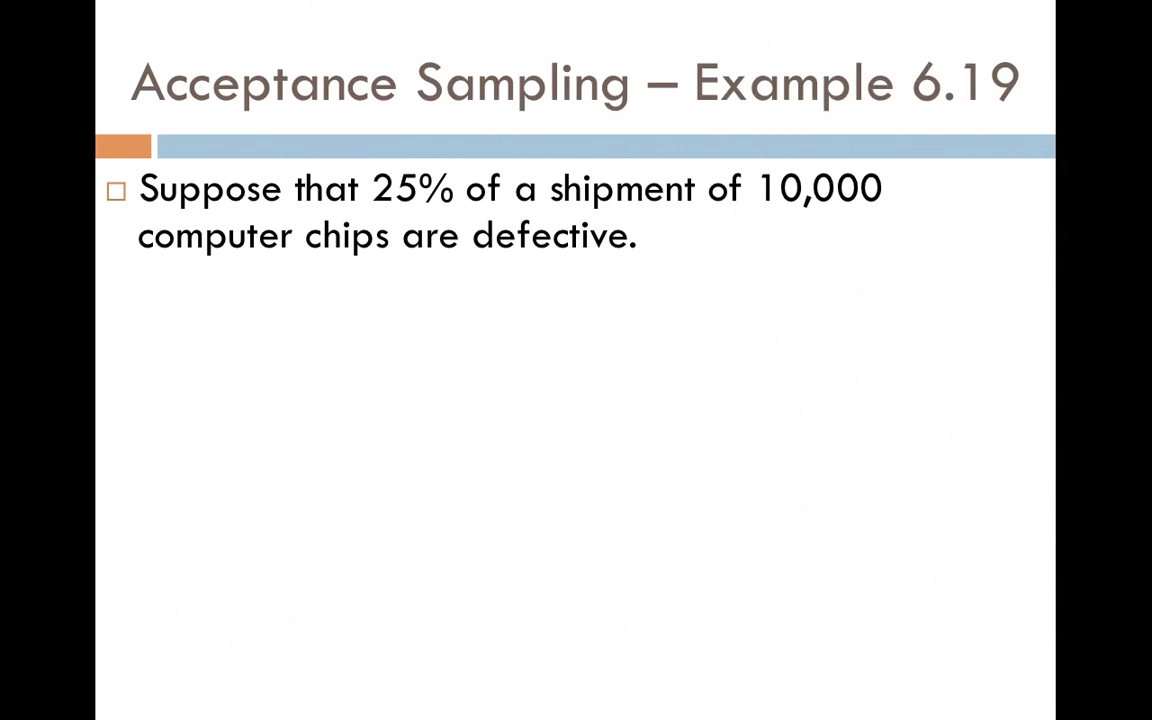 Acceptance Sampling – Example 6.19
Suppose that 25% of a shipment of 10,000
computer chips are defective.